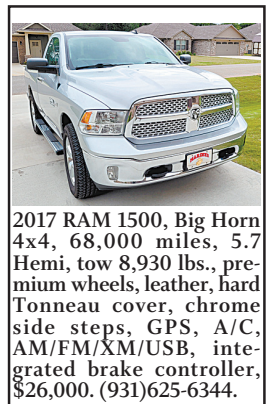 2017 RAM 1500, Big Horn
4x4, 68,000 miles, 5.7
Hemi, tow 8,930 lbs., pre-
mium wheels, leather, hard
Tonneau cover, chrome
side steps, GPS, A/C,
AM/FM/XM/USB, inte-
grated brake controller,
$26,000. (931)625-6344.